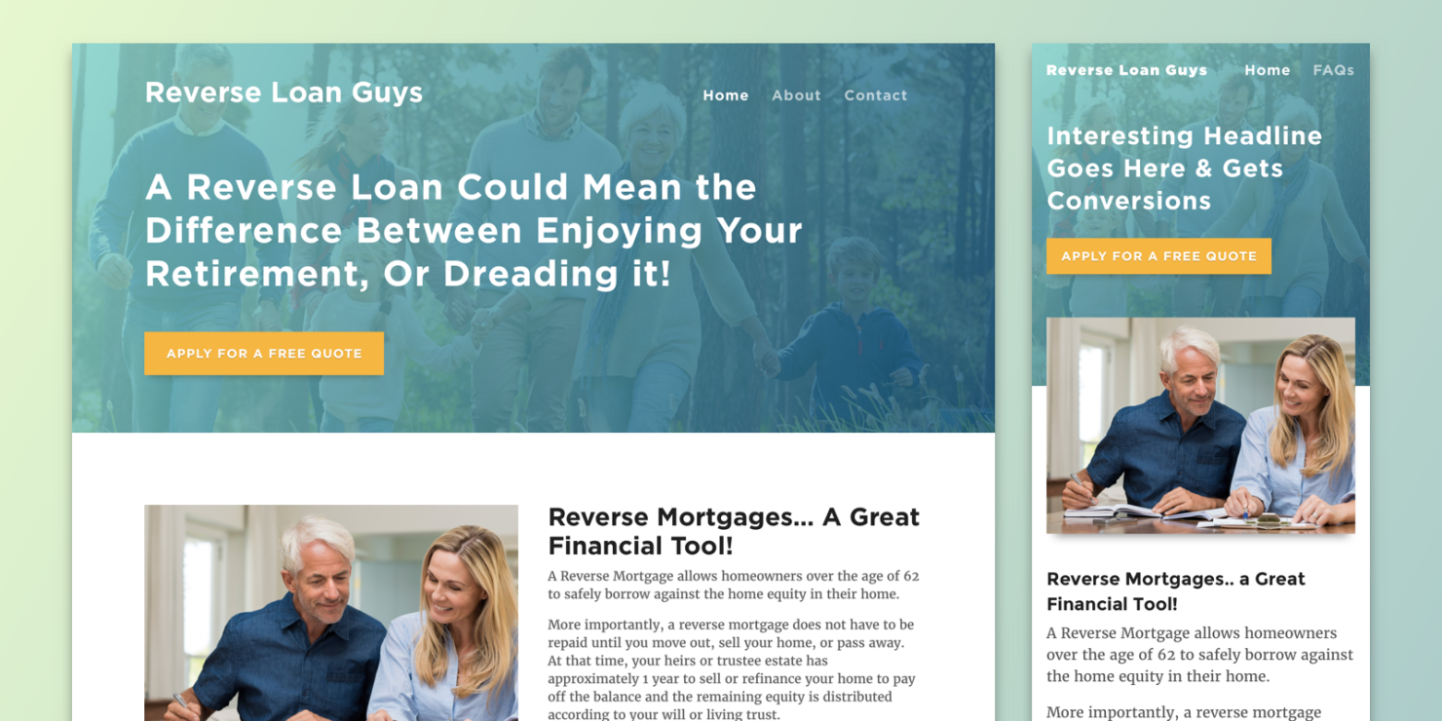 Reverse Loan Guys
Home About Contact
A Reverse Loan Could Mean the
Difference Between Enjoying Your
Retirement, Or Dreading it!
APPLY FOR A FREE QUOTE
Reverse Mortgages... A Great
Financial Tool!
A Reverse Mortgage allows homeowners over the age of 62
to safely borrow against the home equity in their home.
More importantly, a reverse mortgage does not have to be
repaid until you move out, sell your home, or pass away.
At that time, your heirs or trustee estate has
approximately 1 year to sell or refinance your home to pay
off the balance and the remaining equity is distributed
according to your will or living trust.
Reverse Loan Guys Home FAQs
Interesting Headline
Goes Here & Gets
Conversions
APPLY FOR A FREE QUOTE
Reverse Mortgages.. a Great
Financial Tool!
A Reverse Mortgage allows homeowners
over the age of 62 to safely borrow against
the home equity in their home.
More importantly, a reverse mortgage